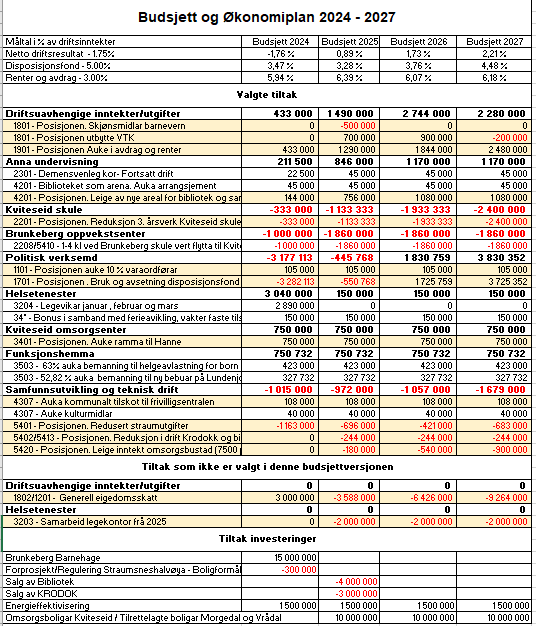 Budsjett og Økonomiplan 2024 - 2027
Måltal i % av driftsinntekter Budsjett 2024 Budsjett 2025 Budsjett 2026 Budsjett 2027
Netto driftsresultat - 1.75% -1,76 % 0,89 % 1,73 % 2,21 %
Disposisjonsfond - 5.00% 3,47 % 3,28 % 3,76 % 4,48 %
Renter og avdrag - 3.00% 5,94 % 6,39 % 6,07 % 6,18 %
Valgte tiltak
Driftsuavhengige inntekter/utgifter 433 000 1 490 000 2 744 000 2 280 000
1801 - Posisjonen. Skjønsmidlar barnevern 0 -500 000 0 0
1801 - Posisjonen utbytte VTK 0 700 000 900 000 -200 000
1901 - Posisjonen Auke i avdrag og renter 433 000 1 290 000 1 844 000 2 480 000
Anna undervisning 211 500 846 000 1 170 000 1 170 000
2301 - Demensvenleg kor- Fortsatt drift 22 500 45 000 45 000 45 000
4201 - Biblioteket som arena. Auka arrangjement 45 000 45 000 45 000 45 000
4201 - Posisjonen. Leige av nye areal for bibliotek og sar 144 000 756 000 1 080 000 1 080 000
Kviteseid skule -333 000 -1 133 333 -1 933 333 -2 400 000
2201 - Posisjonen. Reduksjon 3. årsverk Kviteseid skule -333 000 -1 133 333 -1 933 333 -2 400 000
Brunkeberg oppvekstsenter -1 000 000 -1 860 000 -1 860 000 -1 860 000
2208/5410 - 1-4 kl ved Brunkeberg skule vert flytta til Kvit -1 000 000 -1 860 000 -1 860 000 -1 860 000
Politisk verksemd -3 177 113 -445 768 1 830 759 3 830 352
1101 - Posisjonen auke 10 % varaordførar 105 000 105 000 105 000 105 000
1701 - Posisjonen . Bruk og avsetning disposisjonsfond -3 282 113 -550 768 1 725 759 3 725 352
Helsetenester 3 040 000 150 000 150 000 150 000
3204 - Legevikar januar , februar og mars 2 890 000 0 0 0
34* - Bonus i samband med ferieavikling, vakter faste tils 150 000 150 000 150 000 150 000
Kviteseid omsorgsenter 750 000 750 000 750 000 750 000
3401 - Posisjonen. Auke ramma til Hanne 750 000 750 000 750 000 750 000
Funksjonshemma 750 732 750 732 750 732 750 732
3503 - 63% auka bemanning til helgeavlastning for born 423 000 423 000 423 000 423 000
3503 - 52,82 % auka bemanning til ny bebuar på Lundenj 327 732 327 732 327 732 327 732
Samfunnsutvikling og teknisk drift -1 015 000 -972 000 -1 057 000 -1 679 000
4307 - Auka kommunalt tilskot til frivilligsentralen 108 000 108 000 108 000 108 000
4307 - Auke kulturmidlar 40 000 40 000 40 000 40 000
5401 - Posisjonen. Redusert straumutgifter -1 163 000 -696 000 -421 000 -683 000
5402/5413 - Posisjonen. Reduksjon i drift Krodokk og bi 0 -244 000 -244 000 -244 000
5420 - Posisjonen. Leige inntekt omsorgsbustad (7500 0 -180 000 -540 000 -900 000
Tiltak som ikke er valgt i denne budsjettversjonen
Driftsuavhengige inntekter/utgifter 0 0 0 0
1802/1201 - Generell eigedomsskatt 3 000 000 -3 588 000 -6 426 000 -9 264 000
Helsetenester 0 0 0 0
3203 - Samarbeid legekontor frå 2025 0 -2 000 000 -2 000 000 -2 000 000
Tiltak investeringer
Brunkeberg Barnehage 15 000 000
Forprosjekt/Regulering Straumsneshalvøya - Boligformål -300 000
Salg av Bibliotek -4 000 000
Salg av KRODOK -3 000 000
Energieffektivisering 1 500 000 1 500 000 1 500 000 1 500 000
Omsorgsboligar Kviteseid / Tilrettelagte boligar Morgedal og Vrådal 10 000 000 10 000 000 10 000 000